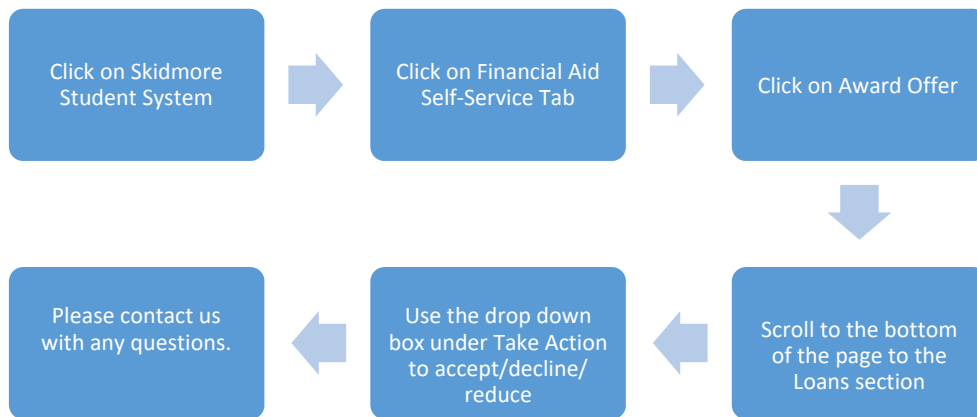 Click on Skidmore
Student System
Click on Financial Aid
Self-Service Tab
Click on Award Offer
Scroll to the bottom
of the page to the
Loans section
Use the drop down
box under Take Action
to accept/decline/
reduce
Please contact us
with any questions.